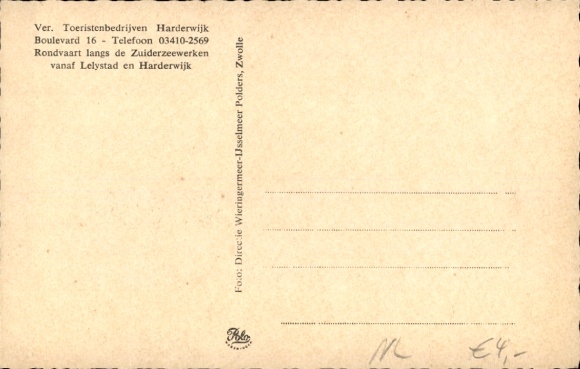 Ver. Toeristenbedrijven Harderwijk
Boulevard 16 - Telefoon 03410-2569
Rondvaart langs de Zuiderzeewerken
vanaf Lelystad en Harderwijk
Foto: Directie Wieringermeer-IJsselmeer Polders, Zwolle
NL €4,-